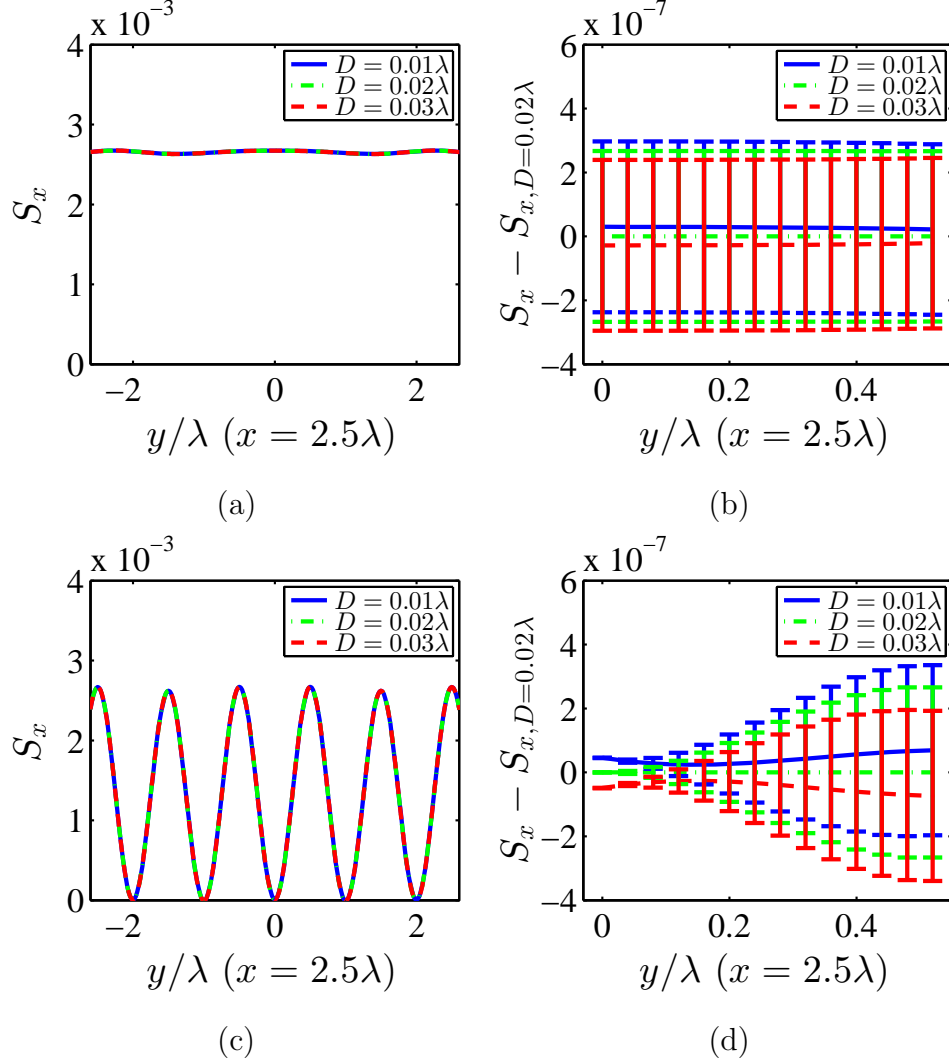 x 10⁻³
4
3
2
1
0
S_x
D = 0.01λ
D = 0.02λ
D = 0.03λ
−2 0 2
y/λ (x = 2.5λ)
(a)
x 10⁻⁷
6
4
2
0
−2
−4
S_x − S_{x,D=0.02λ}
D = 0.01λ
D = 0.02λ
D = 0.03λ
0 0.2 0.4
y/λ (x = 2.5λ)
(b)
x 10⁻³
4
3
2
1
0
S_x
D = 0.01λ
D = 0.02λ
D = 0.03λ
−2 0 2
y/λ (x = 2.5λ)
(c)
x 10⁻⁷
6
4
2
0
−2
−4
S_x − S_{x,D=0.02λ}
D = 0.01λ
D = 0.02λ
D = 0.03λ
0 0.2 0.4
y/λ (x = 2.5λ)
(d)